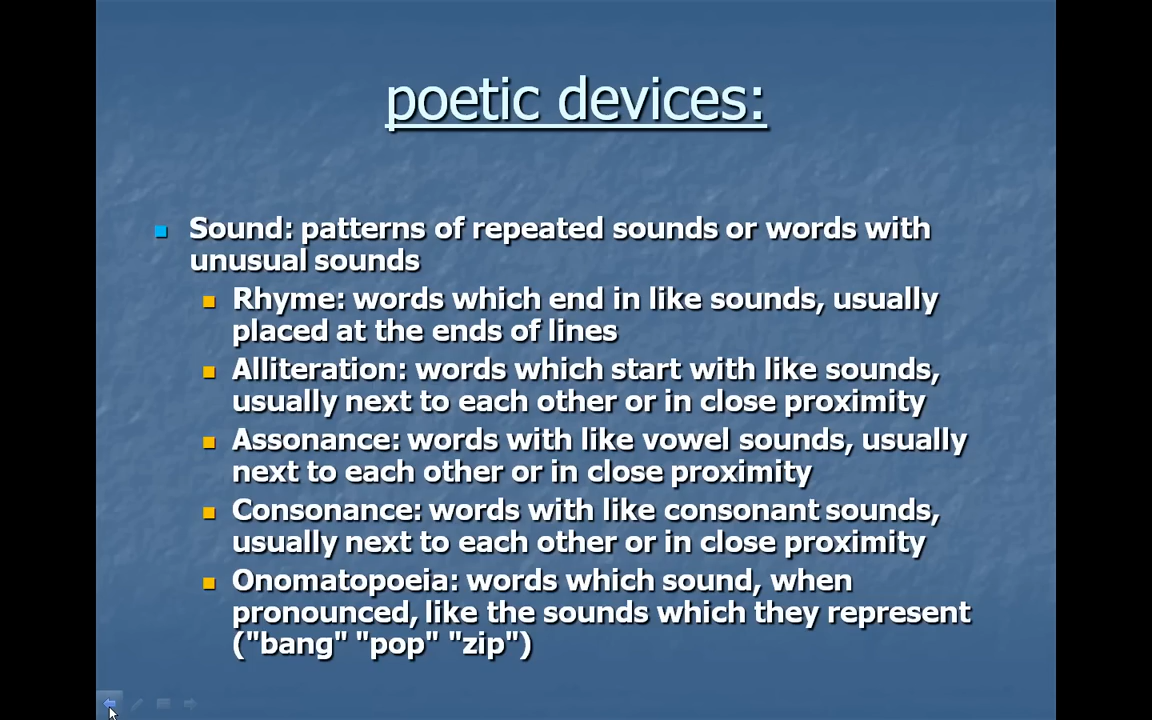 poetic devices:
Sound: patterns of repeated sounds or words with
unusual sounds
Rhyme: words which end in like sounds, usually
placed at the ends of lines
Alliteration: words which start with like sounds,
usually next to each other or in close proximity
Assonance: words with like vowel sounds, usually
next to each other or in close proximity
Consonance: words with like consonant sounds,
usually next to each other or in close proximity
Onomatopoeia: words which sound, when
pronounced, like the sounds which they represent
("bang" "pop" "zip")